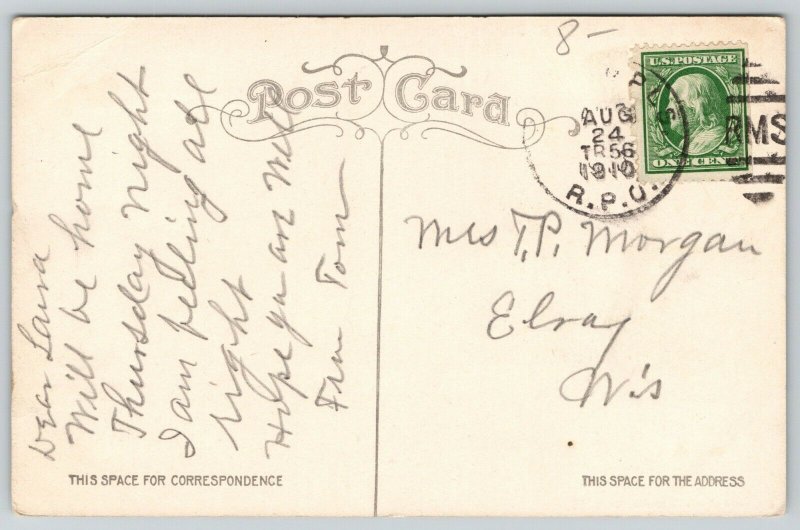 8-
Post Card
U.S. POSTAGE
ONE CENT
AUG
24
TR 56
1910
R.P.O.
RMS
Dear Laura
Will be home
Thursday night
I am feeling all
right
Hope you are Well
From Tom
Mrs T.P. Morgan
Elroy
Wis
THIS SPACE FOR CORRESPONDENCE
THIS SPACE FOR THE ADDRESS